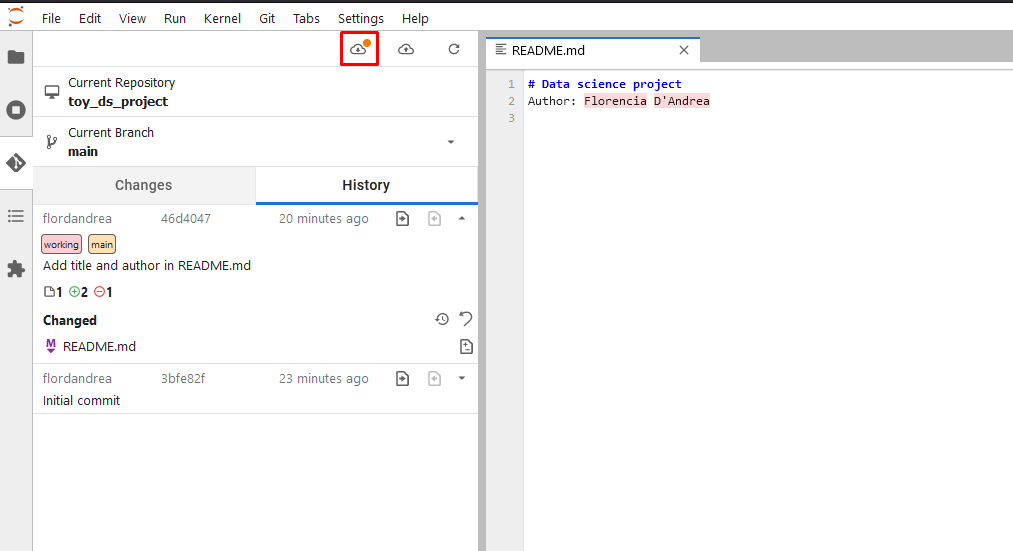 File Edit View Run Kernel Git Tabs Settings Help
README.md
Current Repository
toy_ds_project
Current Branch
main
Changes History
flordandrea 46d4047 20 minutes ago
working main
Add title and author in README.md
1 2 1
Changed
M README.md
flordandrea 3bfe82f 23 minutes ago
Initial commit
1 # Data science project
2 Author: Florencia D'Andrea
3